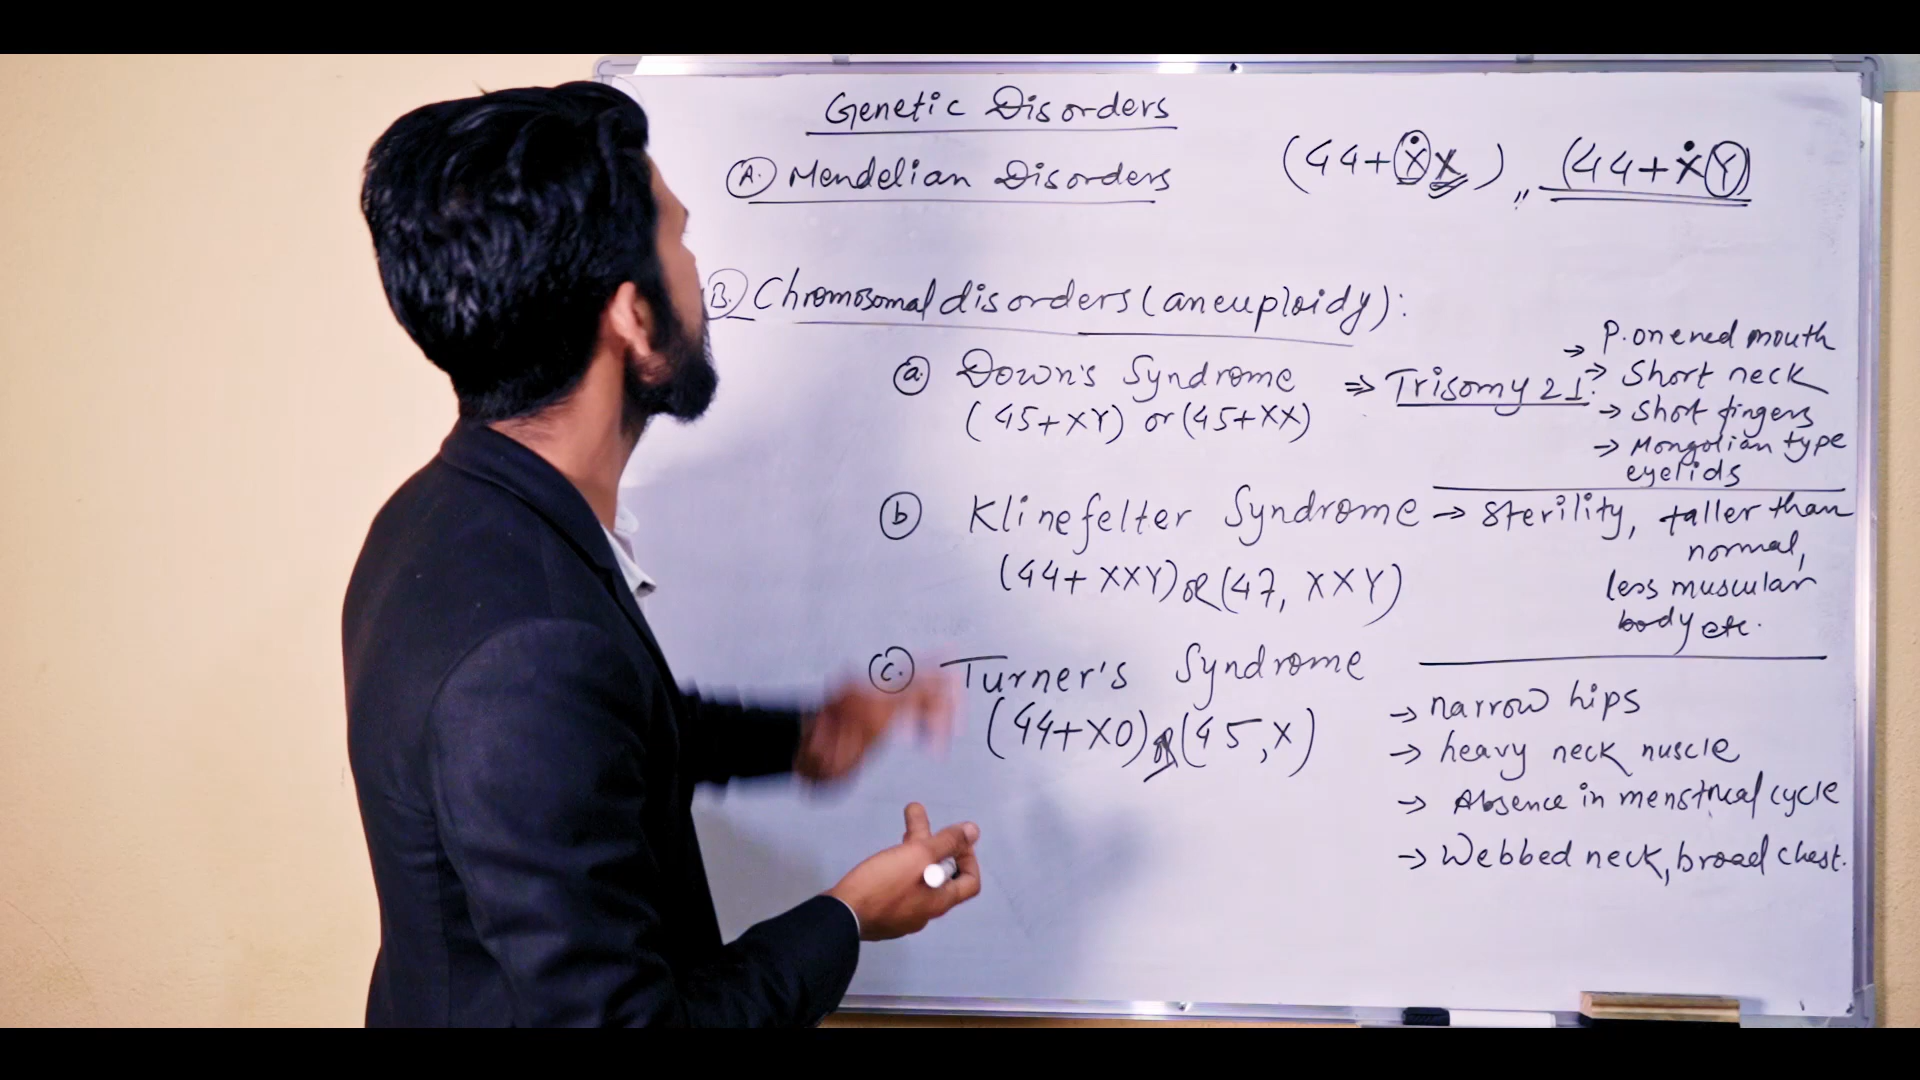 Genetic Disorders
(44+XX) ,, (44+XY)
A. Mendelian Disorders
B. Chromosomal disorders (aneuploidy):
a. Down's Syndrome ⇒ Trisomy 21.
(45+XY) or (45+XX)
→ P. onened mouth
→ Short neck
→ Short fingers
→ Mongolian type
eyelids
b Klinefelter Syndrome → Sterility, taller than
normal,
(44+XXY) OR (47, XXY)
less muscular
body etc.
c. Turner's Syndrome
(44+XO) OR (45,X)
→ narrow hips
→ heavy neck nuscle
→ Absence in menstrual cycle
→ Webbed neck, broad chest.